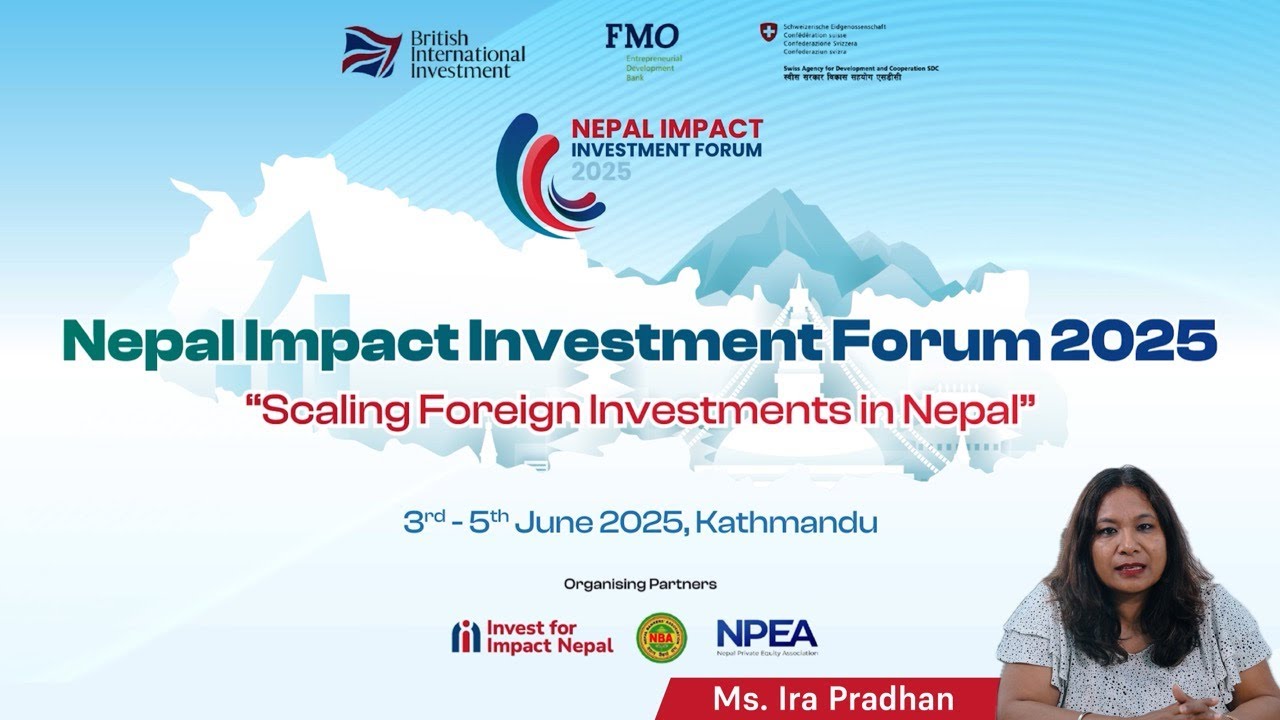 British
International
Investment
FMO
Entrepreneurial
Development
Bank
Schweizerische Eidgenossenschaft
Confédération suisse
Confederazione Svizzera
Confederaziun svizra
Swiss Agency for Development and Cooperation SDC
स्वीस सरकार विकास सहयोग एसडीसी
NEPAL IMPACT
INVESTMENT FORUM
2025
Nepal Impact Investment Forum 2025
“Scaling Foreign Investments in Nepal”
3rd - 5th June 2025, Kathmandu
Organising Partners
Invest for
Impact Nepal
NBA
NPEA
Nepal Private Equity Association
Ms. Ira Pradhan